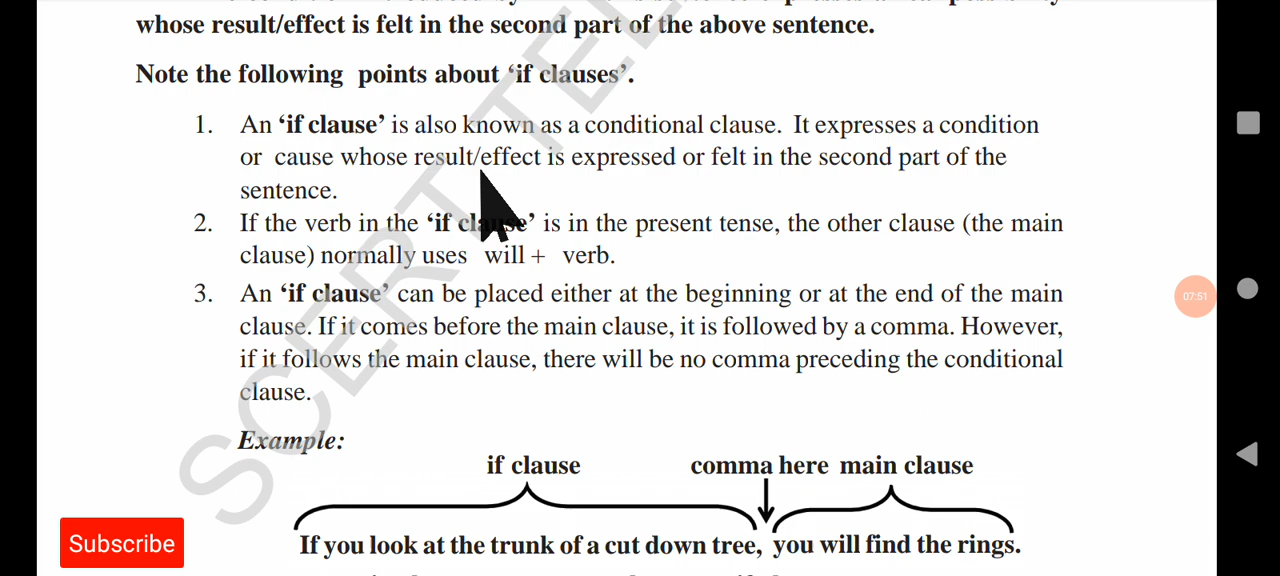 whose result/effect is felt in the second part of the above sentence.
Note the following points about ‘if clauses’.
1. An ‘if clause’ is also known as a conditional clause. It expresses a condition
or cause whose result/effect is expressed or felt in the second part of the
sentence.
2. If the verb in the ‘if clause’ is in the present tense, the other clause (the main
clause) normally uses will + verb.
3. An ‘if clause’ can be placed either at the beginning or at the end of the main
clause. If it comes before the main clause, it is followed by a comma. However,
if it follows the main clause, there will be no comma preceding the conditional
clause.
Example:
if clause comma here main clause
If you look at the trunk of a cut down tree, you will find the rings.
SCERT TEL
Subscribe
07:51